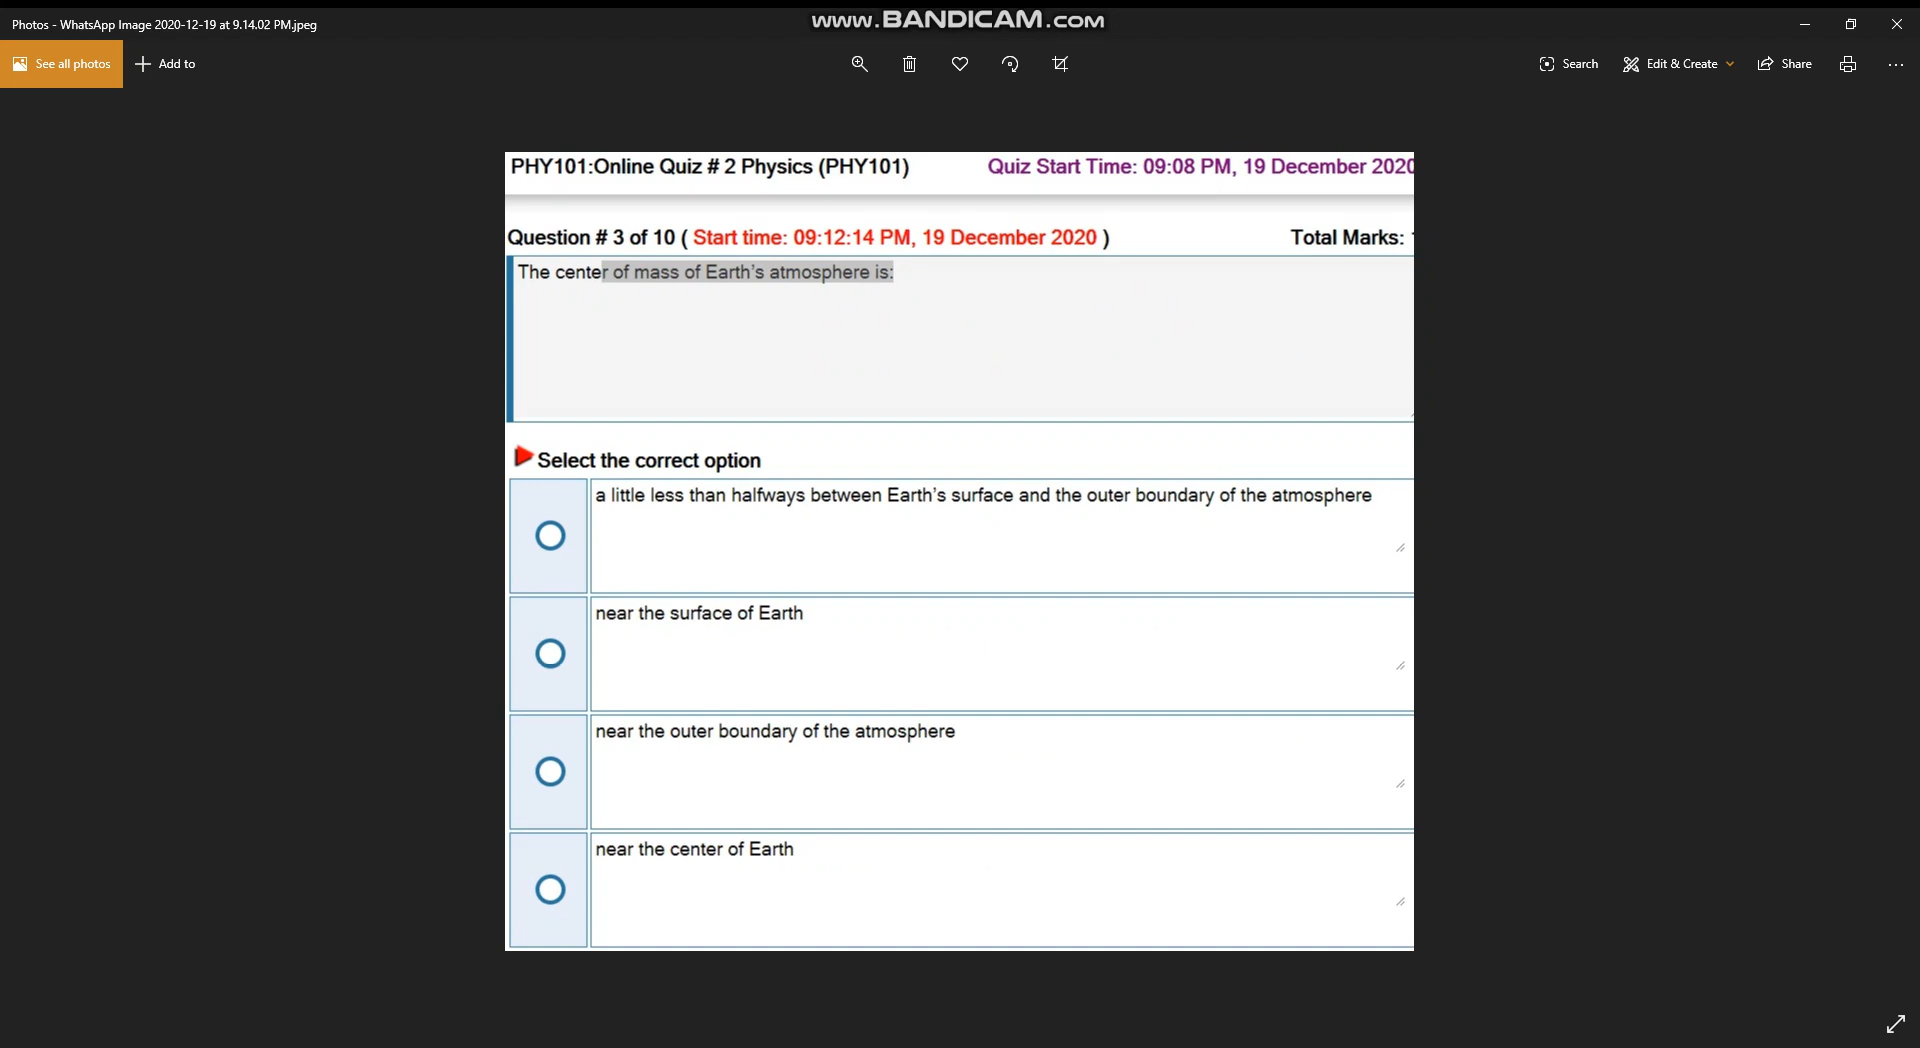 Photos - WhatsApp Image 2020-12-19 at 9.14.02 PM.jpeg
www.BANDICAM.com
See all photos
Add to
Search
Edit & Create
Share
PHY101:Online Quiz # 2 Physics (PHY101) Quiz Start Time: 09:08 PM, 19 December 2020
Question # 3 of 10 ( Start time: 09:12:14 PM, 19 December 2020 ) Total Marks:
The center of mass of Earth's atmosphere is:
Select the correct option
a little less than halfways between Earth's surface and the outer boundary of the atmosphere
near the surface of Earth
near the outer boundary of the atmosphere
near the center of Earth